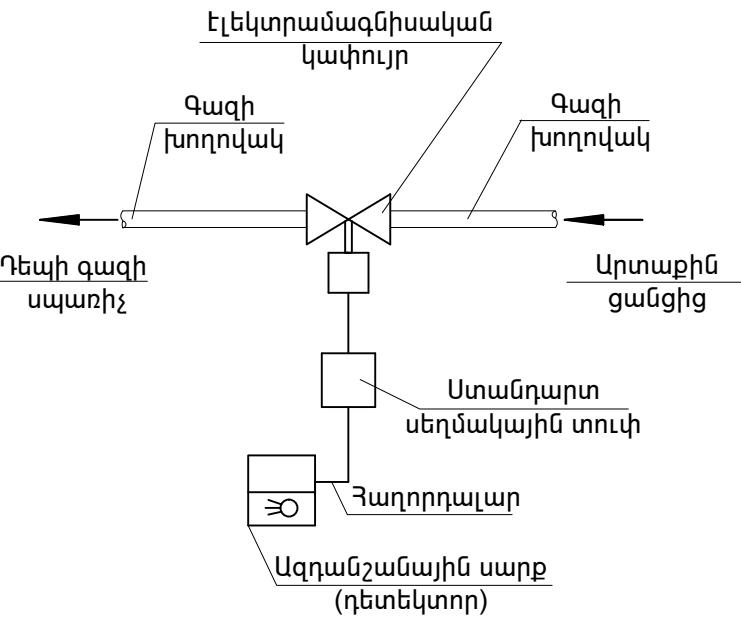 էլեկտրամագնիսական
կափույր
Գազի
խողովակ
Գազի
խողովակ
Դեպի գազի
սպառիչ
Արտաքին
ցանցից
Ստանդարտ
սեղմակային տուփ
Հաղորդալար
Ազդանշանային սարք
(դետեկտոր)